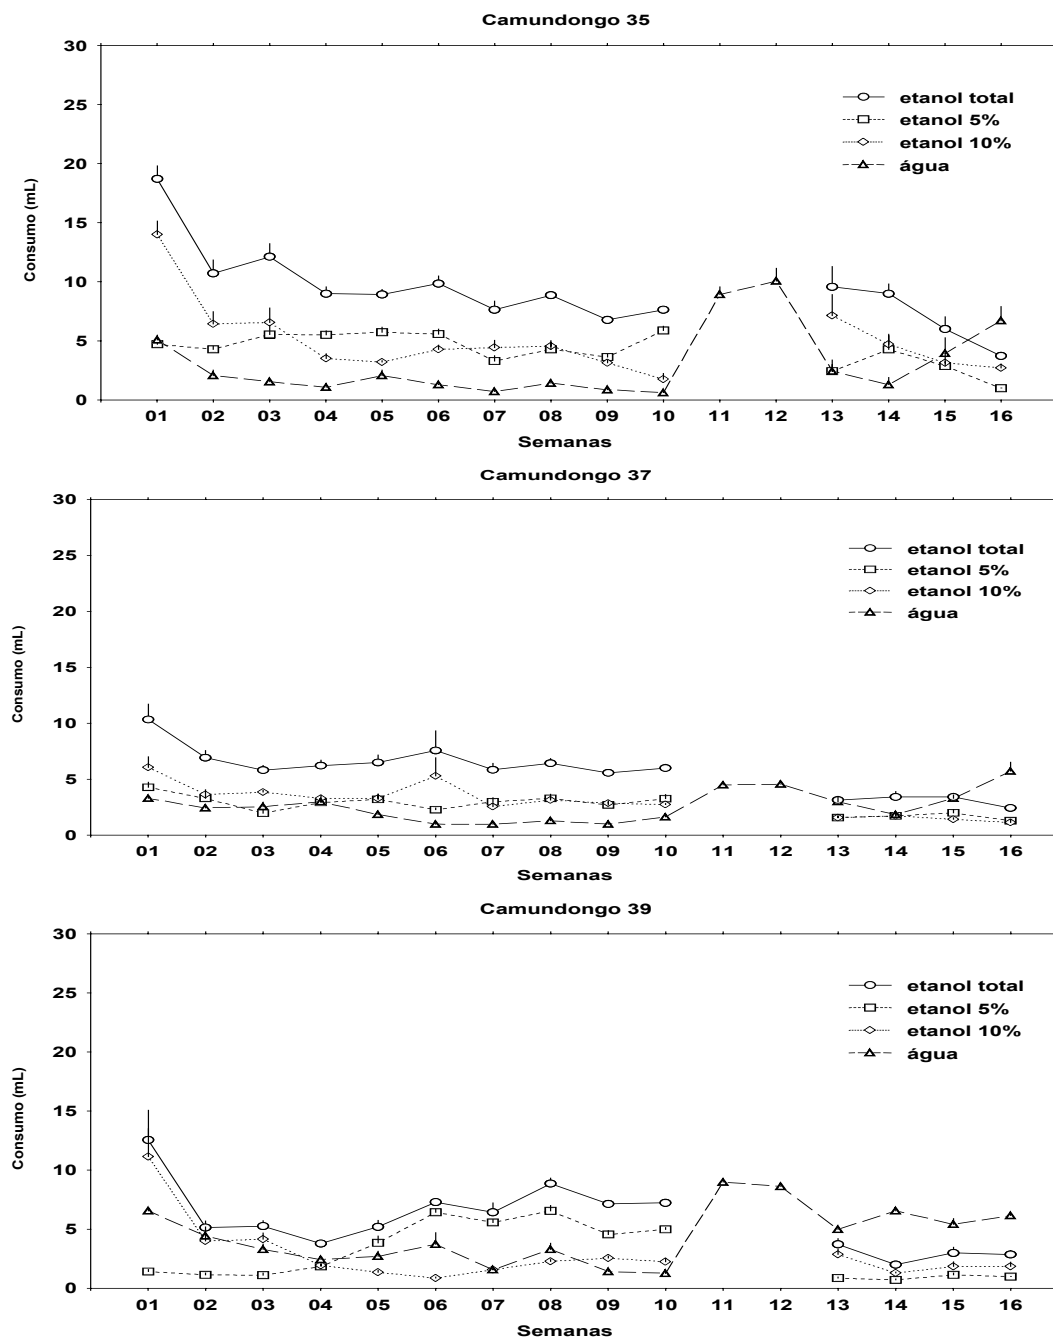 Camundongo 35
30
25
20
15
10
5
0
Consumo (mL)
etanol total
etanol 5%
etanol 10%
água
01 02 03 04 05 06 07 08 09 10 11 12 13 14 15 16
Semanas
Camundongo 37
30
25
20
15
10
5
0
Consumo (mL)
etanol total
etanol 5%
etanol 10%
água
01 02 03 04 05 06 07 08 09 10 11 12 13 14 15 16
Semanas
Camundongo 39
30
25
20
15
10
5
0
Consumo (mL)
etanol total
etanol 5%
etanol 10%
água
01 02 03 04 05 06 07 08 09 10 11 12 13 14 15 16
Semanas